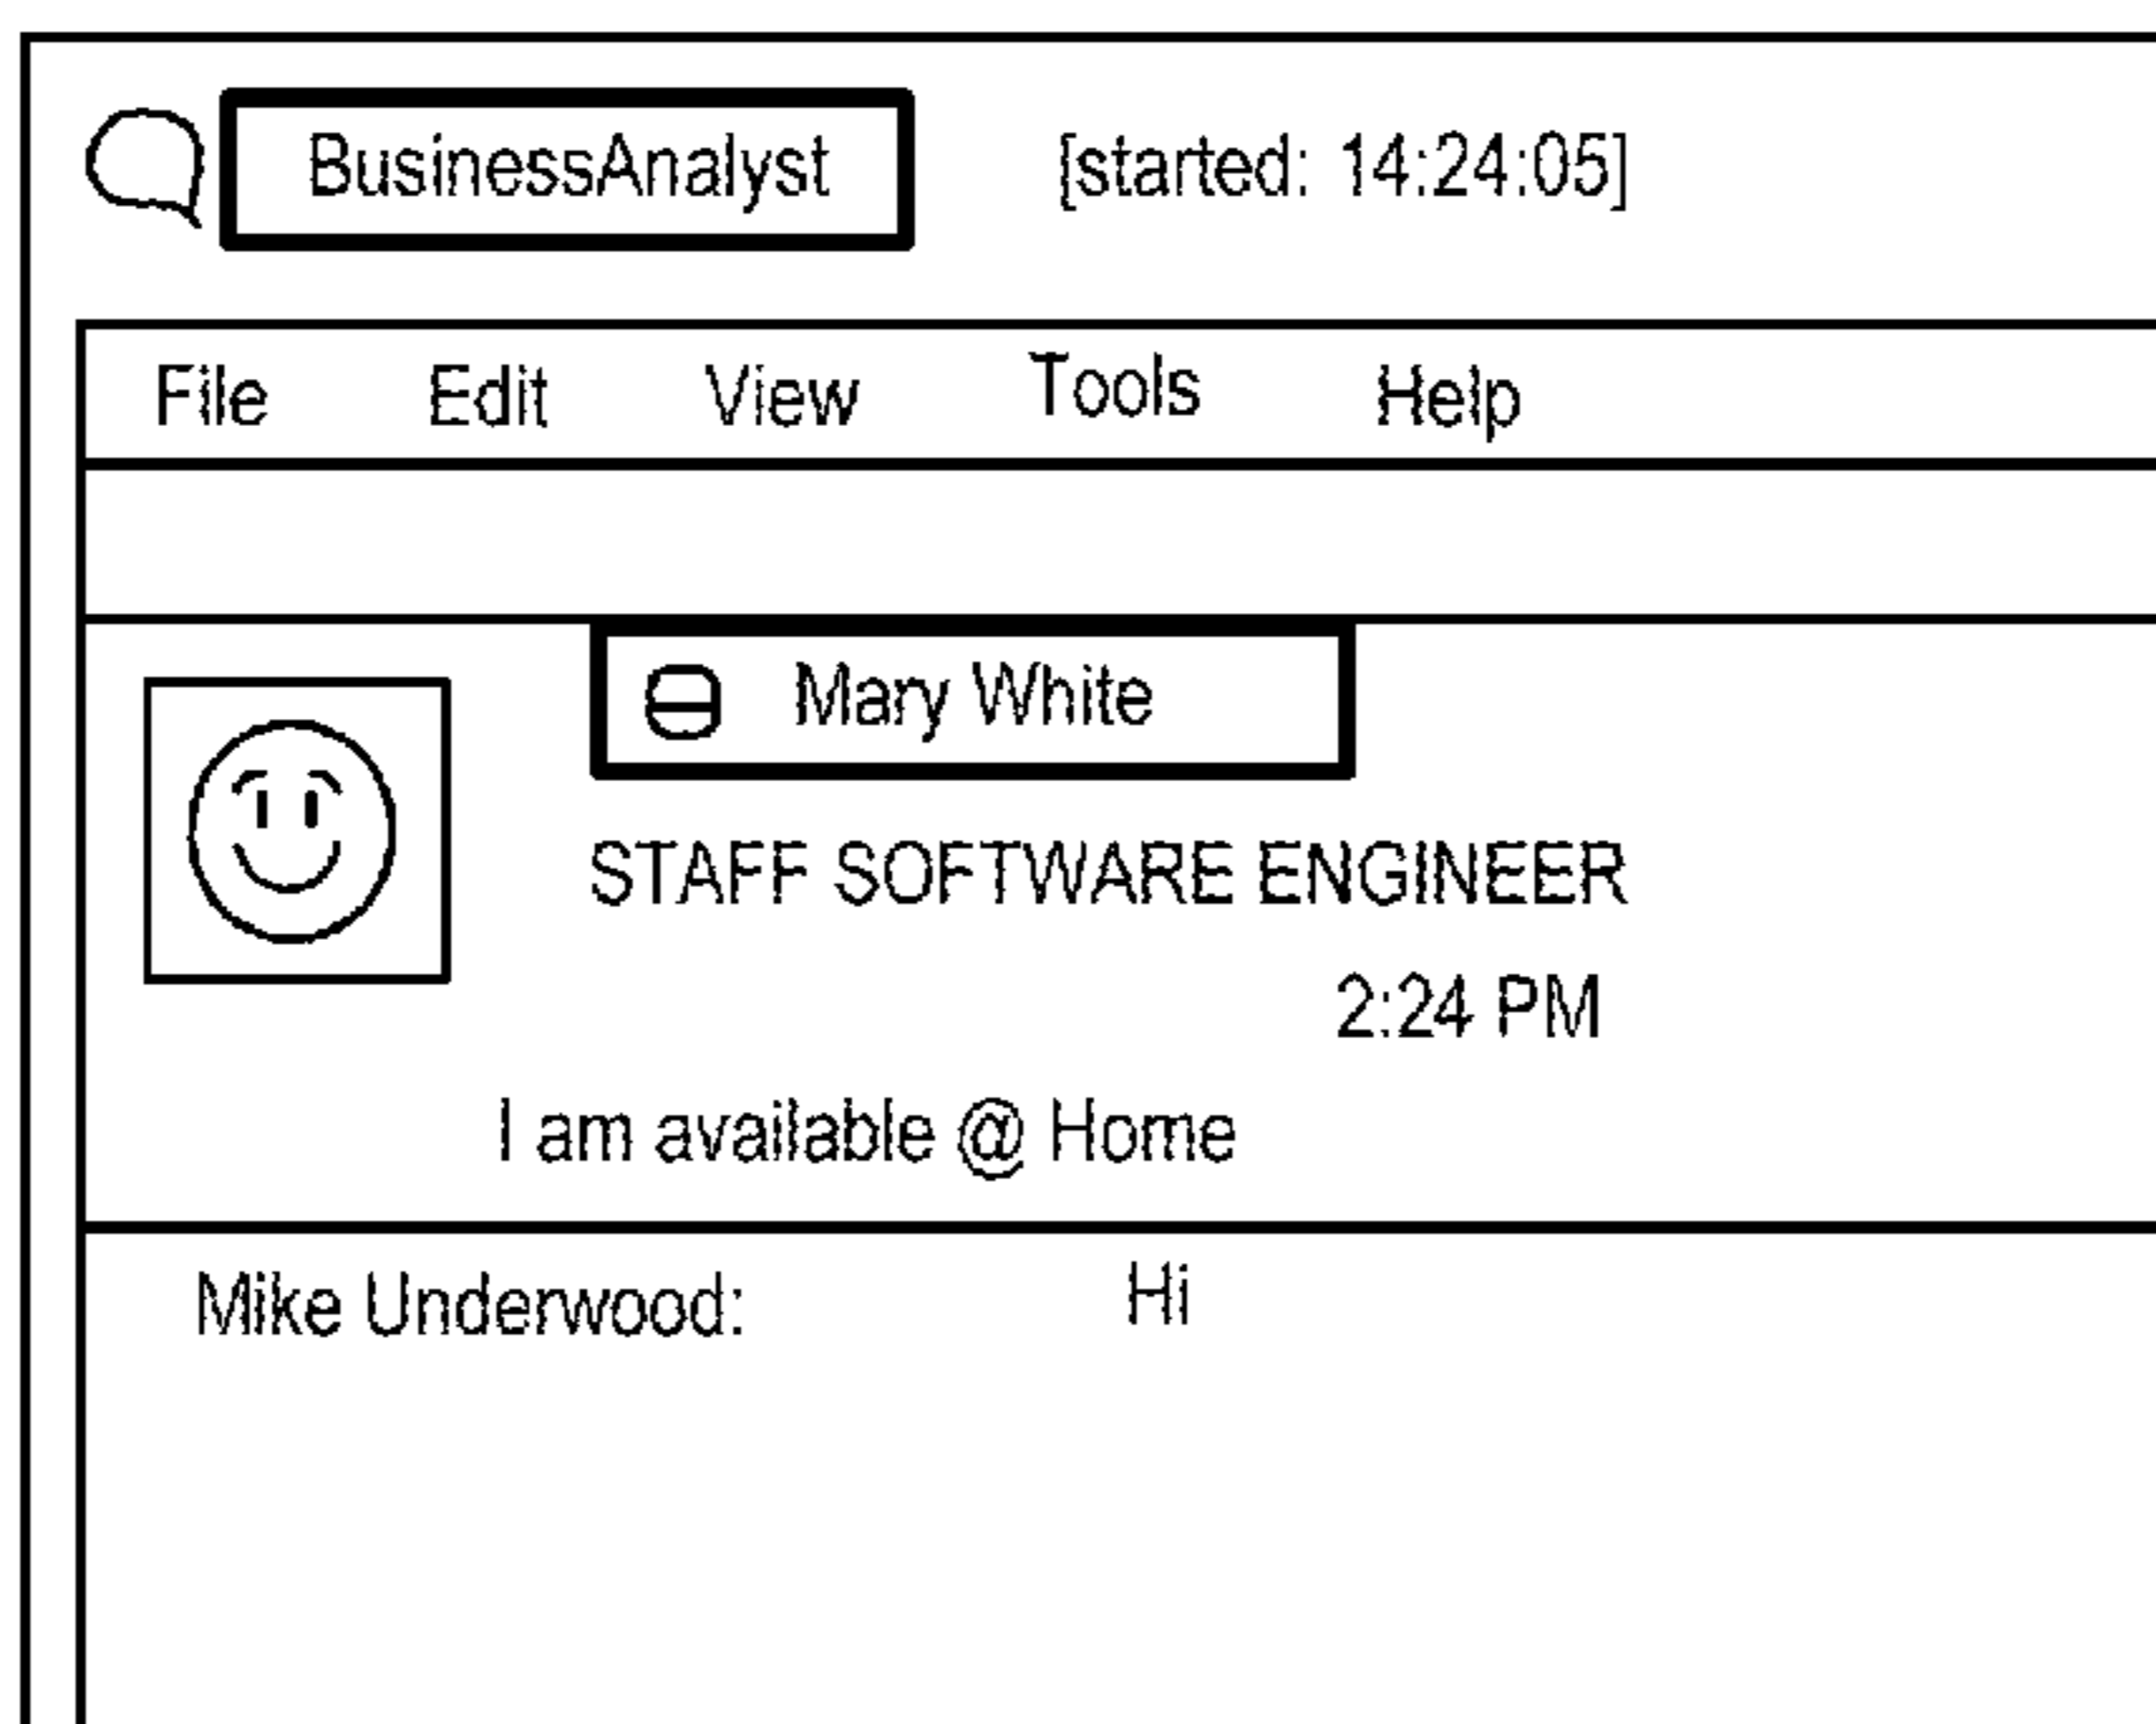 BusinessAnalyst [started: 14:24:05]
File Edit View Tools Help
Mary White
STAFF SOFTWARE ENGINEER
2:24 PM
I am available @ Home
Mike Underwood: Hi